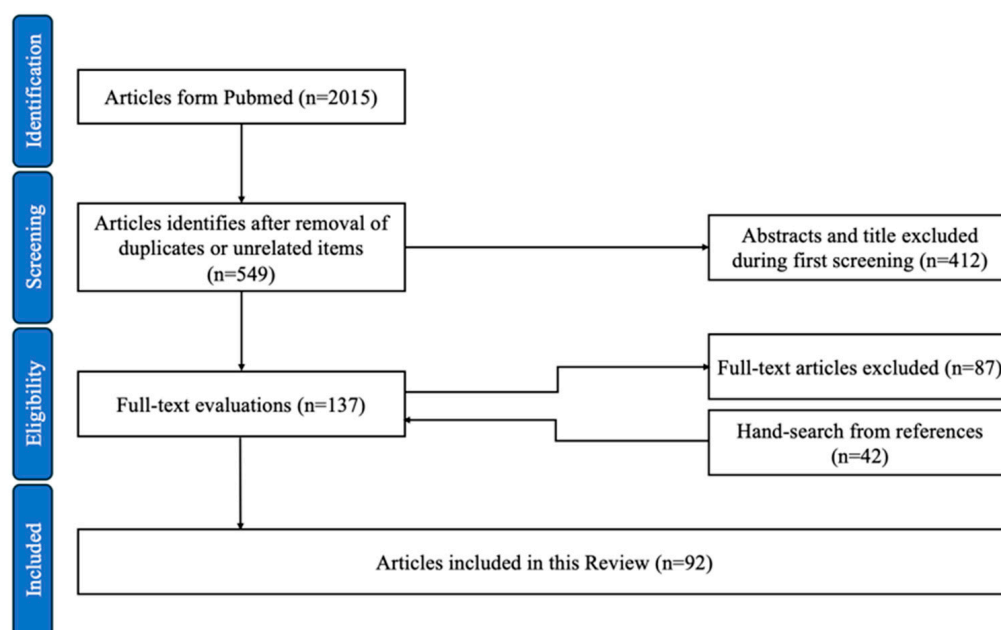 Identification
Articles form Pubmed (n=2015)
Screening
Articles identifies after removal of
duplicates or unrelated items
(n=549)
Abstracts and title excluded
during first screening (n=412)
Eligibility
Full-text evaluations (n=137)
Full-text articles excluded (n=87)
Hand-search from references
(n=42)
Included
Articles included in this Review (n=92)